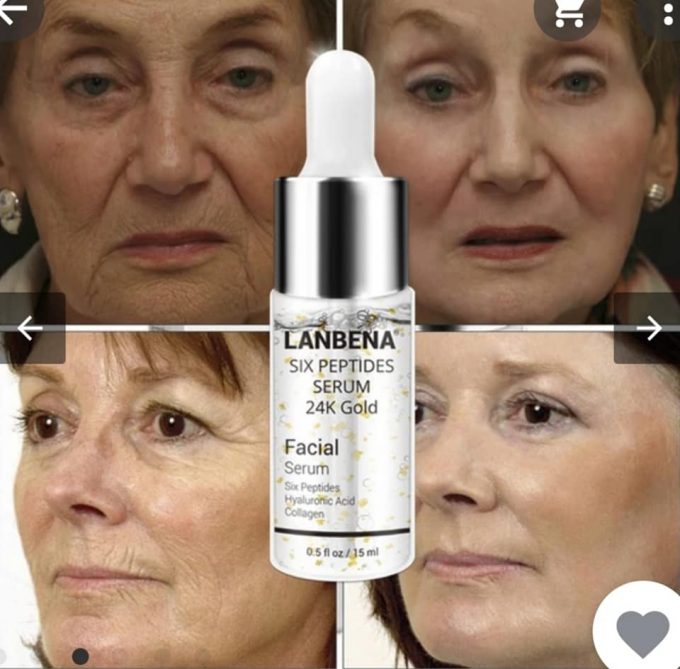 LANBENA
SIX PEPTIDES
SERUM
24K Gold
Facial
Serum
Six Peptides
Hyaluronic Acid
Collagen
0.5 fl oz / 15 ml